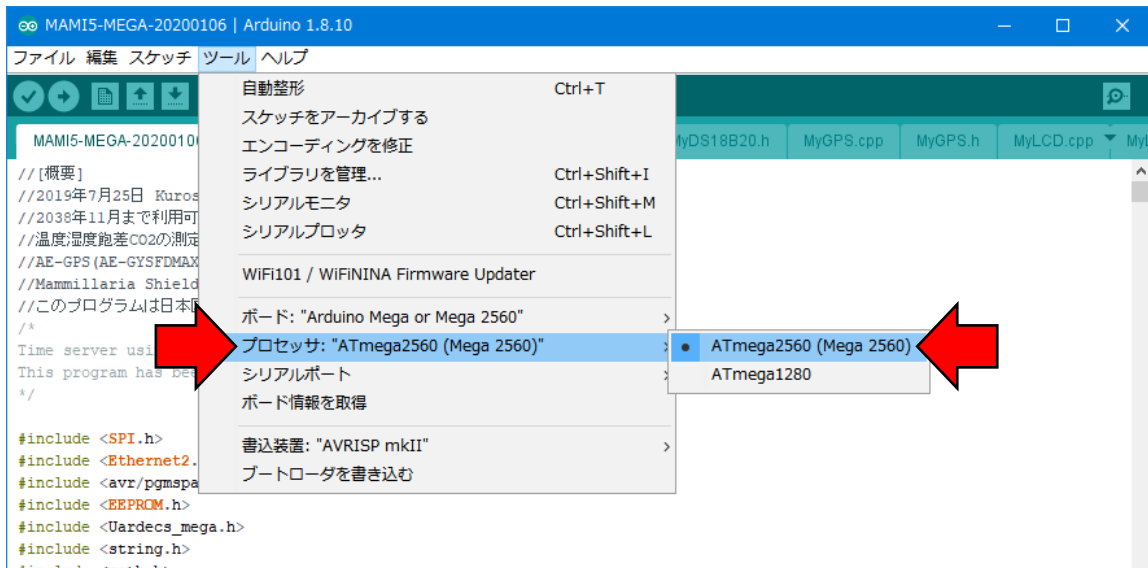 MAMI5-MEGA-20200106 | Arduino 1.8.10
ファイル 編集 スケッチ ツール ヘルプ
自動整形 Ctrl+T
スケッチをアーカイブする
エンコーディングを修正
ライブラリを管理... Ctrl+Shift+I
シリアルモニタ Ctrl+Shift+M
シリアルプロッタ Ctrl+Shift+L
WiFi101 / WiFiNINA Firmware Updater
ボード: "Arduino Mega or Mega 2560"
プロセッサ: "ATmega2560 (Mega 2560)"
シリアルポート
ボード情報を取得
書込装置: "AVRISP mkII"
ブートローダを書き込む
ATmega2560 (Mega 2560)
ATmega1280
MAMI5-MEGA-2020010 MyDS18B20.h MyGPS.cpp MyGPS.h MyLCD.cpp
//[概要]
//2019年7月25日 Kuros
//2038年11月まで利用可
//温度湿度飽差CO2の測定
//AE-GPS(AE-GYSFDMAX
//Mammillaria Shield
//このプログラムは日本国
/*
Time server usi
This program has bee
*/
#include <SPI.h>
#include <Ethernet2.
#include <avr/pgmspa
#include <EEPROM.h>
#include <Uardecs_mega.h>
#include <string.h>